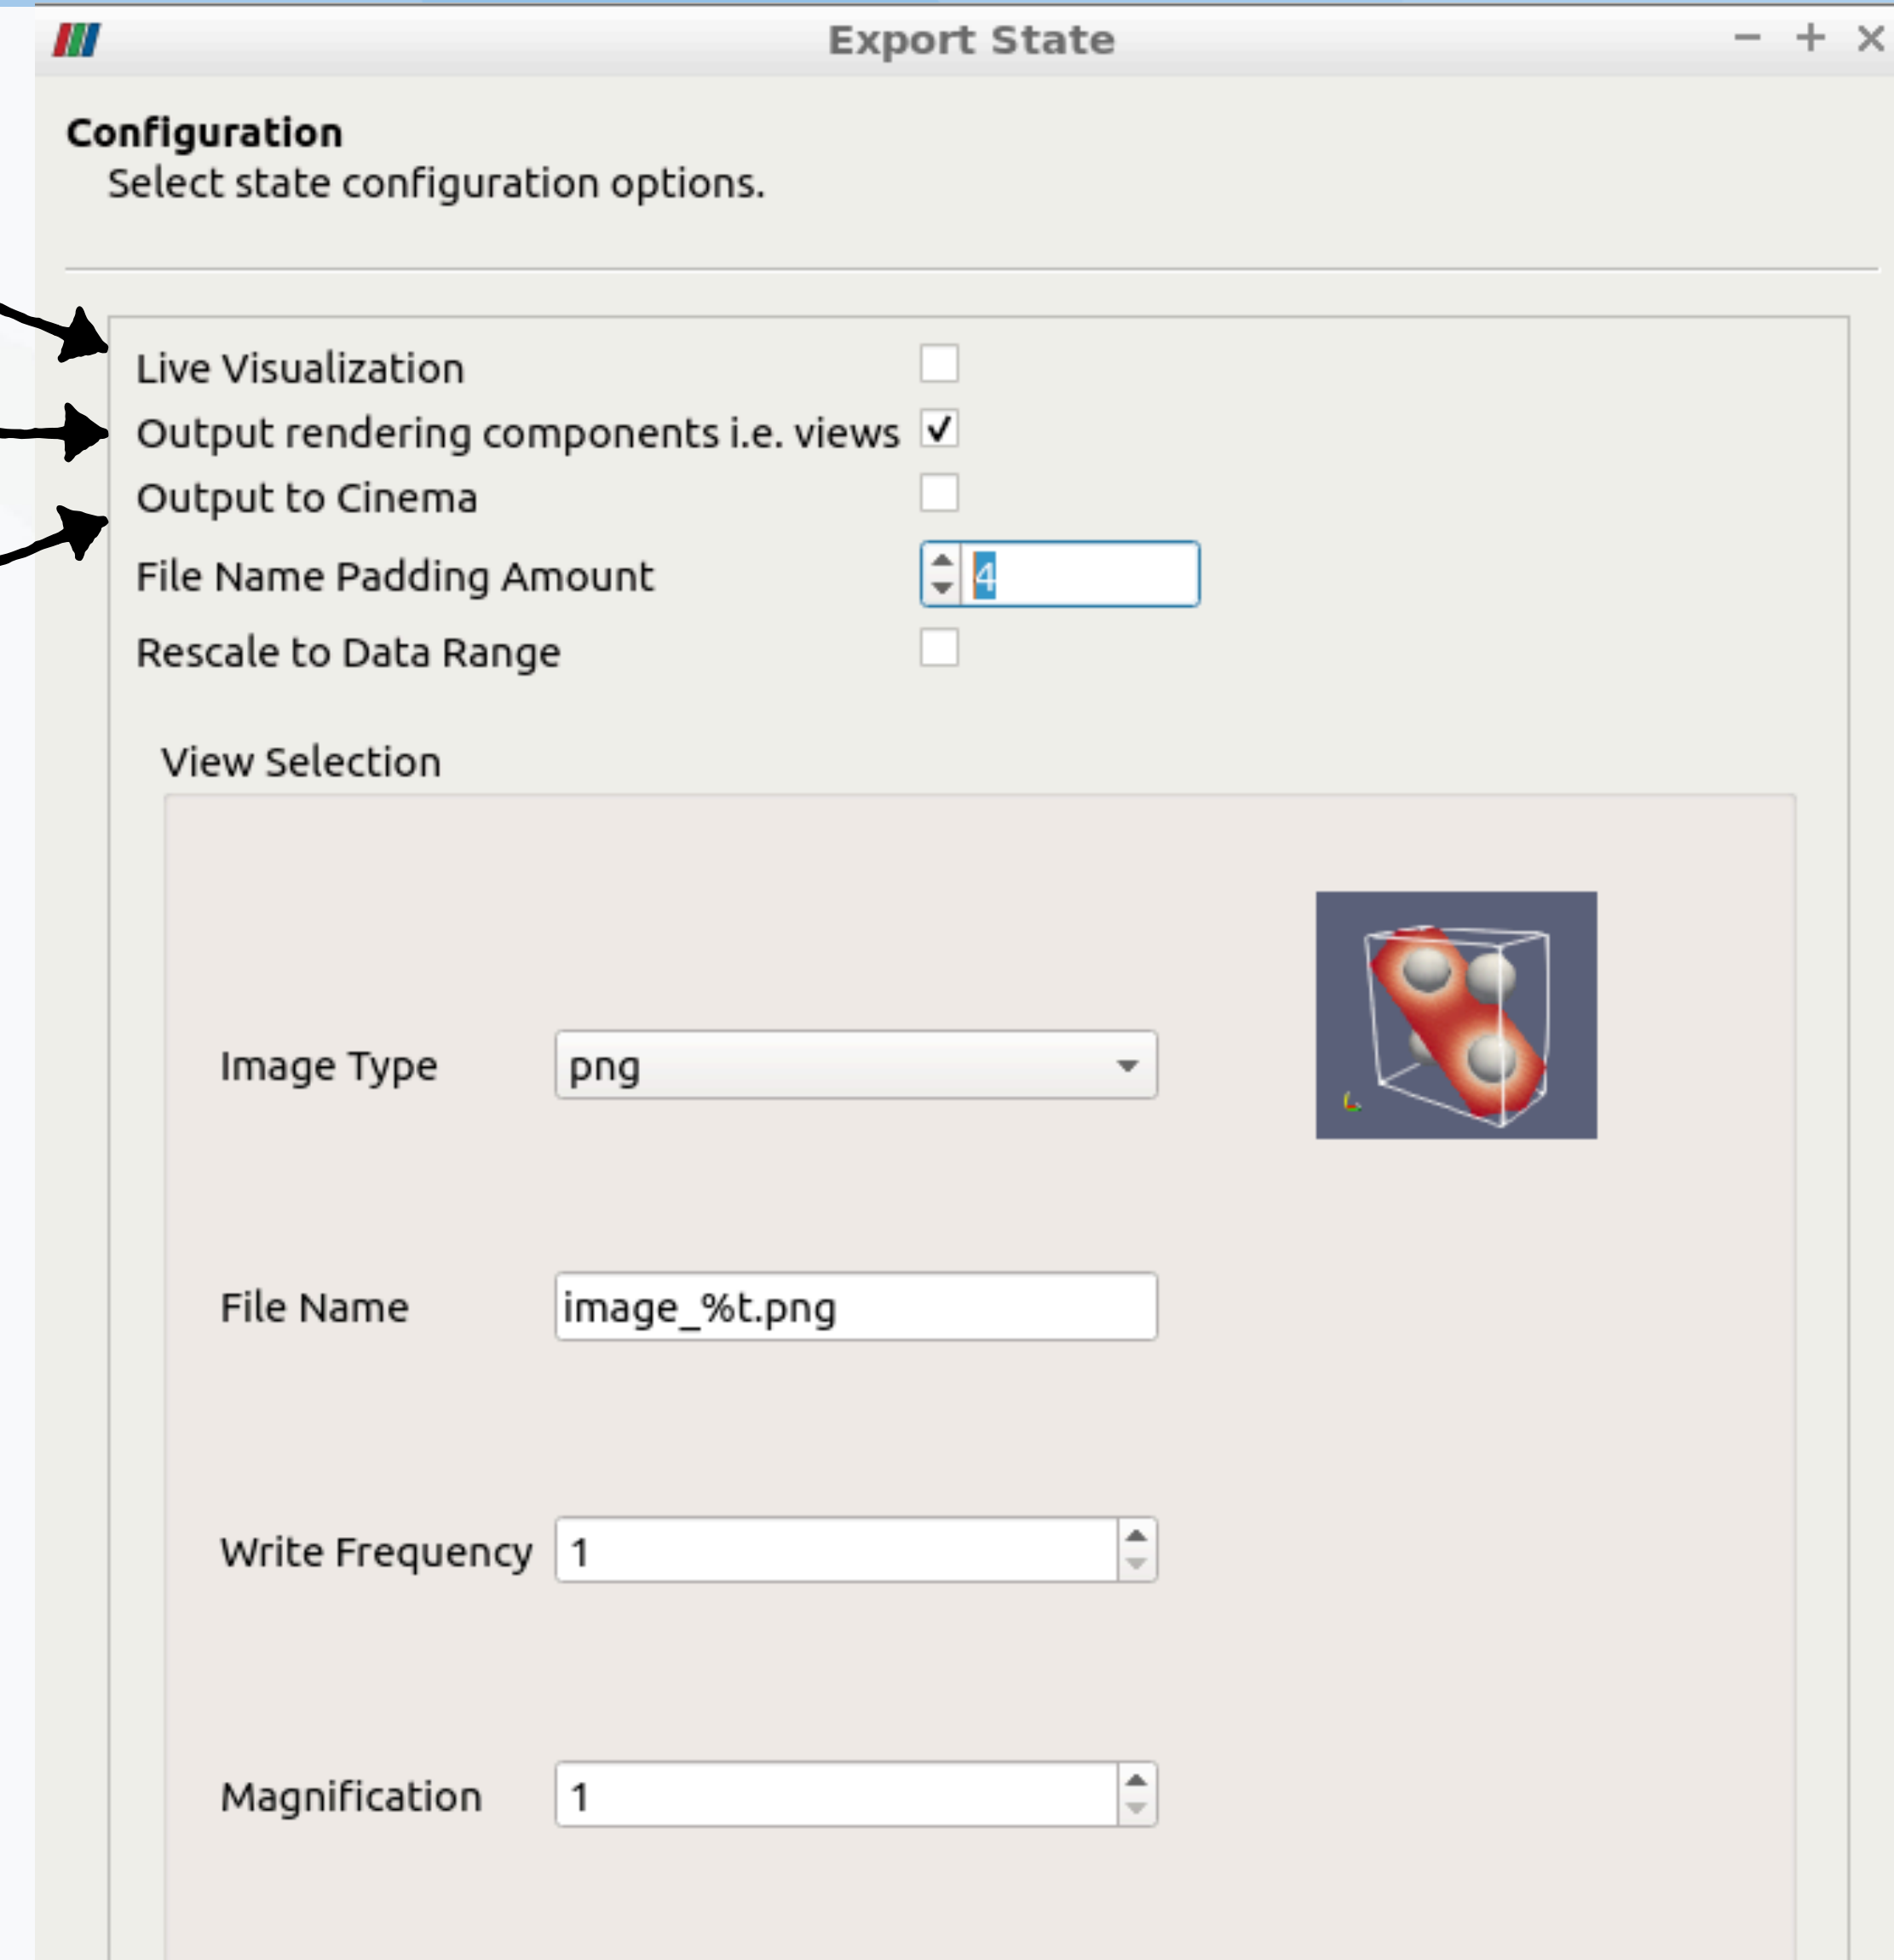 Export State
Configuration
Select state configuration options.
Live Visualization
Output rendering components i.e. views
Output to Cinema
File Name Padding Amount 4
Rescale to Data Range
View Selection
Image Type png
File Name image_%t.png
Write Frequency 1
Magnification 1